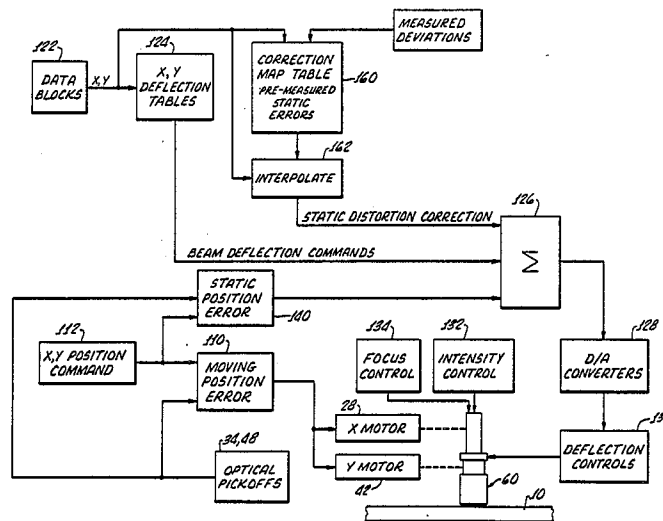 MEASURED
DEVIATIONS
122
124
DATA
BLOCKS
X,Y
X, Y
DEFLECTION
TABLES
CORRECTION
MAP TABLE
PRE-MEASURED
STATIC
ERRORS
160
162
INTERPOLATE
STATIC DISTORTION CORRECTION
126
M
BEAM DEFLECTION COMMANDS
STATIC
POSITION
ERROR
140
112
X,Y POSITION
COMMAND
110
MOVING
POSITION
ERROR
134
132
FOCUS
CONTROL
INTENSITY
CONTROL
128
D/A
CONVERTERS
28
X MOTOR
Y MOTOR
42
34,48
OPTICAL
PICKOFFS
13
DEFLECTION
CONTROLS
60
10